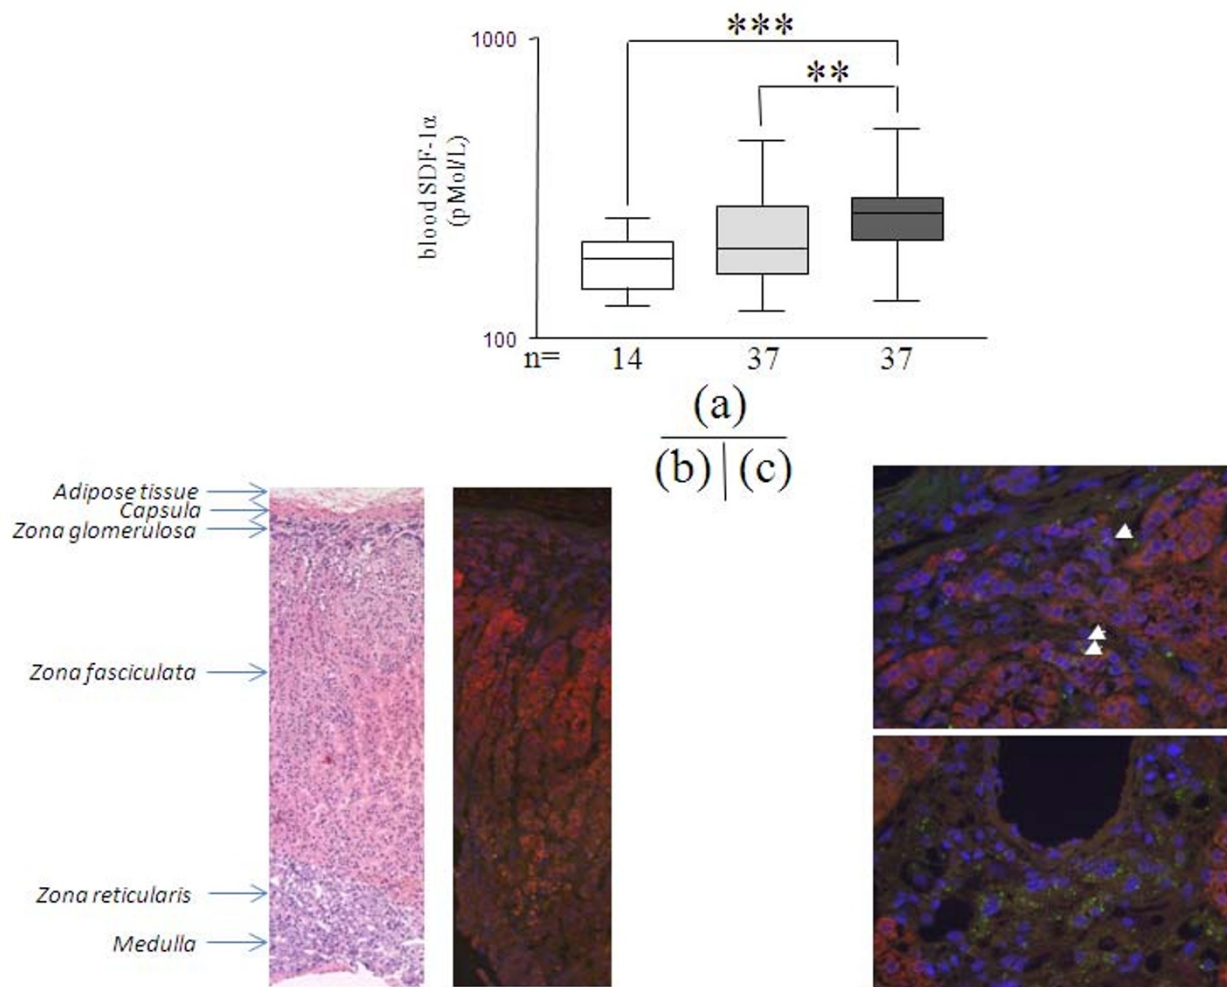 ***
1000
**
blood SDF-1α
(pMol/L)
100
n= 14 37 37
(a)
(b) (c)
Adipose tissue
Capsula
Zona glomerulosa
Zona fasciculata
Zona reticularis
Medulla